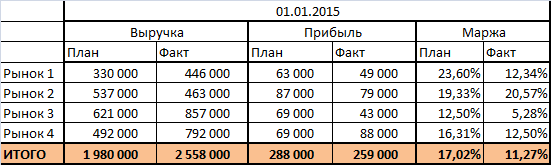 01.01.2015
Выручка Прибыль Маржа
План Факт План Факт План Факт
Рынок 1 330 000 446 000 63 000 49 000 23,60% 12,34%
Рынок 2 537 000 463 000 87 000 79 000 19,33% 20,57%
Рынок 3 621 000 857 000 69 000 43 000 12,50% 5,28%
Рынок 4 492 000 792 000 69 000 88 000 16,31% 12,50%
ИТОГО 1 980 000 2 558 000 288 000 259 000 17,02% 11,27%